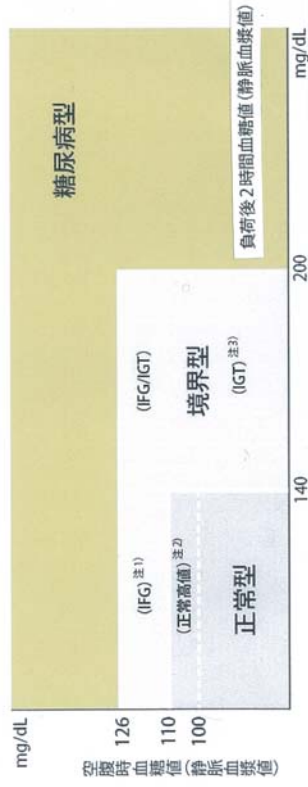 mg/dL
空腹時血糖値(静脈血漿値)
126
110
100
糖尿病型
(IFG)注1)
(IFG/IGT)
(正常高値)注2)
境界型
(IGT)注3)
正常型
負荷後2時間血糖値(静脈血漿値)
140
200
mg/dL